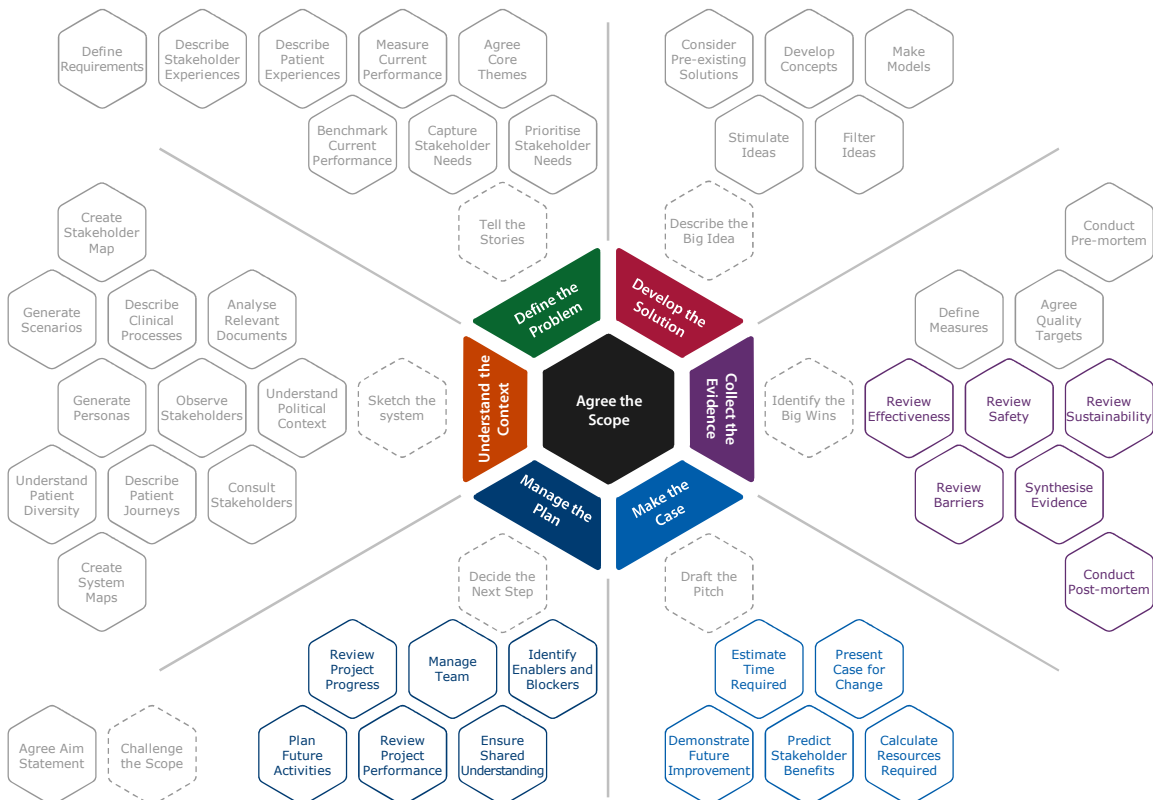 Define
Requirements
Describe
Stakeholder
Experiences
Describe
Patient
Experiences
Measure
Current
Performance
Agree
Core
Themes
Benchmark
Current
Performance
Capture
Stakeholder
Needs
Prioritise
Stakeholder
Needs
Tell the
Stories
Consider
Pre-existing
Solutions
Develop
Concepts
Make
Models
Stimulate
Ideas
Filter
Ideas
Describe the
Big Idea
Create
Stakeholder
Map
Generate
Scenarios
Describe
Clinical
Processes
Analyse
Relevant
Documents
Generate
Personas
Observe
Stakeholders
Understand
Political
Context
Sketch the
system
Understand
Patient
Diversity
Describe
Patient
Journeys
Consult
Stakeholders
Create
System
Maps
Define the
Problem
Develop the
Solution
Understand the
Context
Agree the
Scope
Collect the
Evidence
Manage the
Plan
Make the
Case
Conduct
Pre-mortem
Define
Measures
Agree
Quality
Targets
Identify the
Big Wins
Review
Effectiveness
Review
Safety
Review
Sustainability
Review
Barriers
Synthesise
Evidence
Conduct
Post-mortem
Decide the
Next Step
Review
Project
Progress
Manage
Team
Identify
Enablers and
Blockers
Plan
Future
Activities
Review
Project
Performance
Ensure
Shared
Understanding
Draft the
Pitch
Estimate
Time
Required
Present
Case for
Change
Demonstrate
Future
Improvement
Predict
Stakeholder
Benefits
Calculate
Resources
Required
Agree Aim
Statement
Challenge
the Scope